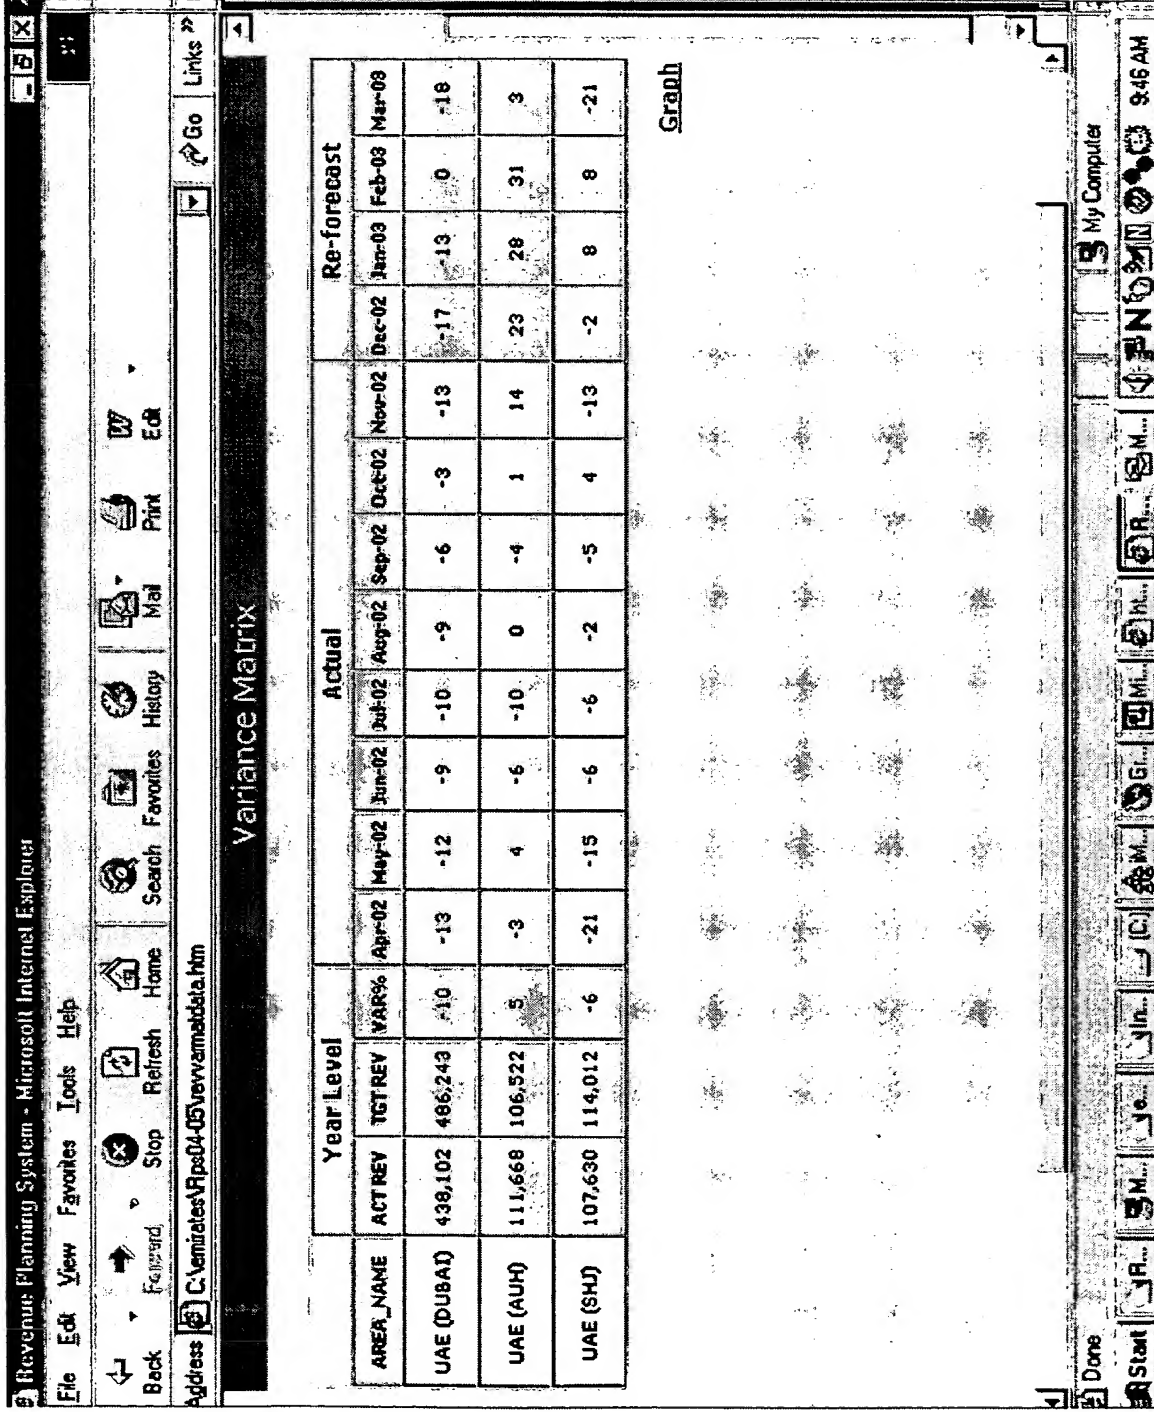 Revenue Planning System - Microsoft Internet Explorer
File Edit View Favorites Tools Help
Back Forward Stop Refresh Home Search Favorites History Mail Print Edit
Address Go Links »
Variance Matrix
Year Level Actual Re-forecast
AREA_NAME ACT REV TGT REV VAR% Apr-02 May-02 Jun-02 Jul-02 Aug-02 Sep-02 Oct-02 Nov-02 Dec-02 Jan-03 Feb-03 Mar-03
UAE (DUBAI) 438,102 486,243 -10 -13 -12 -9 -10 -9 -6 -3 -13 -17 -13 0 -18
UAE (AUH) 111,668 106,522 5 -3 4 -6 -10 0 -4 1 14 23 28 31 3
UAE (SHJ) 107,630 114,012 -6 -21 -15 -6 -6 -2 -5 4 -13 -2 8 8 -21
Graph
Done My Computer
Start R... M... e... In... (C:) M... Gr... Mi... ht... R... M... 9:46 AM